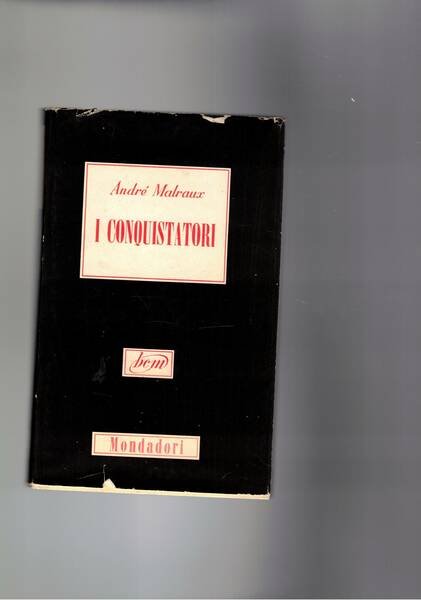 André Malraux
I CONQUISTATORI
bcm
Mondadori